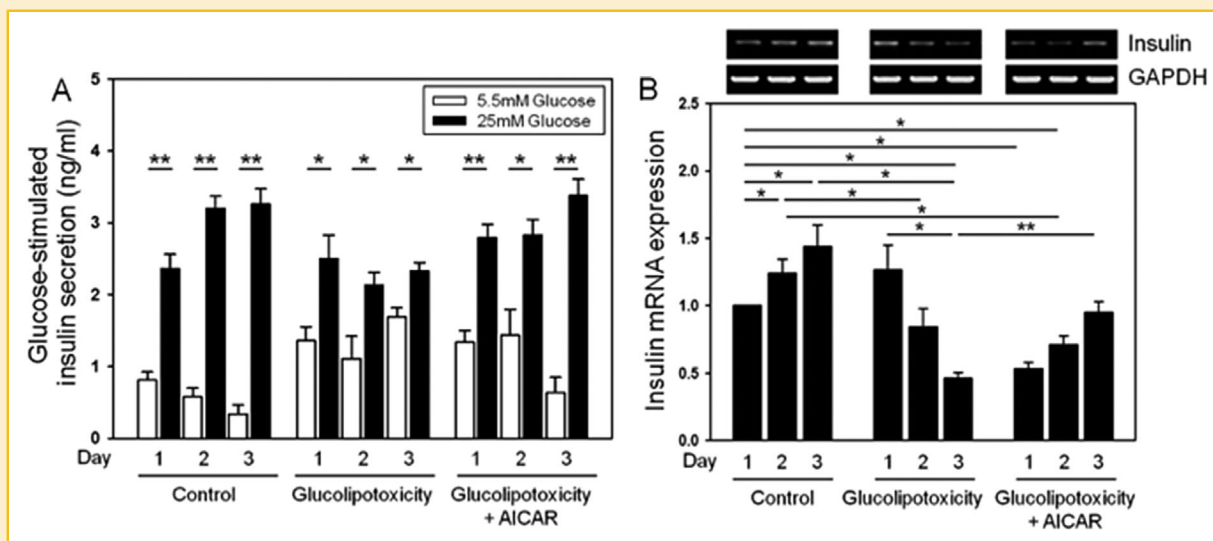 A
Glucose-stimulated
insulin secretion (ng/ml)
5
4
3
2
1
0
5.5mM Glucose
25mM Glucose
** ** ** * * * ** * **
Day 1 2 3 1 2 3 1 2 3
Control Glucolipotoxicity Glucolipotoxicity
+ AICAR
Insulin
GAPDH
B
Insulin mRNA expression
2.5
2.0
1.5
1.0
0.5
0.0
*
*
*
* *
* *
*
* **
Day 1 2 3 1 2 3 1 2 3
Control Glucolipotoxicity Glucolipotoxicity
+ AICAR